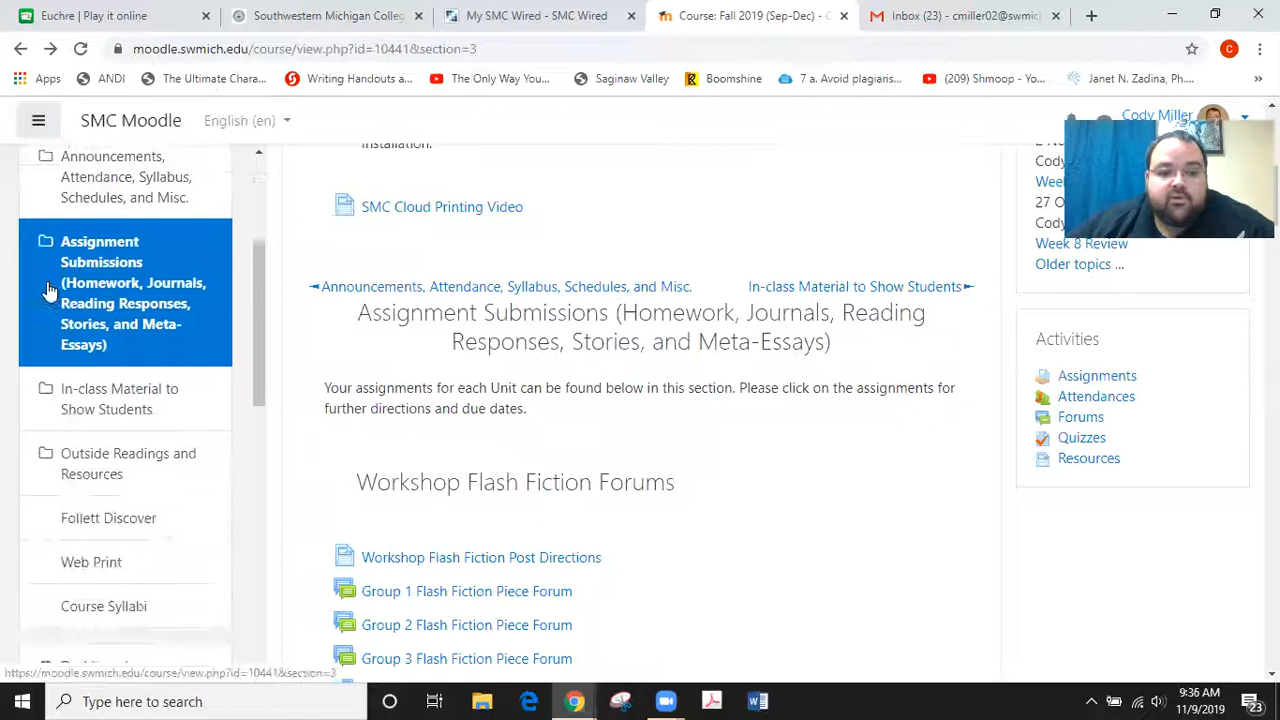 Euchre | Play it online
Southwestern Michigan Colleg
My SMC Wired - SMC Wired
Course: Fall 2019 (Sep-Dec) - C
Inbox (23) - cmiller02@swmic
moodle.swmich.edu/course/view.php?id=10441&section=3
C
Apps
ANDI
The Ultimate Chara...
Writing Handouts a...
The Only Way You...
Saginaw Valley
Boomshine
7 a. Avoid plagiaris...
(209) Shmoop - Yo...
Janet N. Zadina, Ph....
SMC Moodle
English (en)
Cody Miller
Announcements,
Attendance, Syllabus,
Schedules, and Misc.
Assignment
Submissions
(Homework, Journals,
Reading Responses,
Stories, and Meta-
Essays)
In-class Material to
Show Students
Outside Readings and
Resources
Follett Discover
Web Print
Course Syllabi
installation.
SMC Cloud Printing Video
◄Announcements, Attendance, Syllabus, Schedules, and Misc.
In-class Material to Show Students►
Assignment Submissions (Homework, Journals, Reading
Responses, Stories, and Meta-Essays)
Your assignments for each Unit can be found below in this section. Please click on the assignments for
further directions and due dates.
Workshop Flash Fiction Forums
Workshop Flash Fiction Post Directions
Group 1 Flash Fiction Piece Forum
Group 2 Flash Fiction Piece Forum
Group 3 Flash Fiction Piece Forum
Cody
Week
27 O
Cody
Week 8 Review
Older topics ...
Activities
Assignments
Attendances
Forums
Quizzes
Resources
https://moodle.swmich.edu/course/view.php?id=10441&section=3
Type here to search
9:36 AM
11/9/2019
23